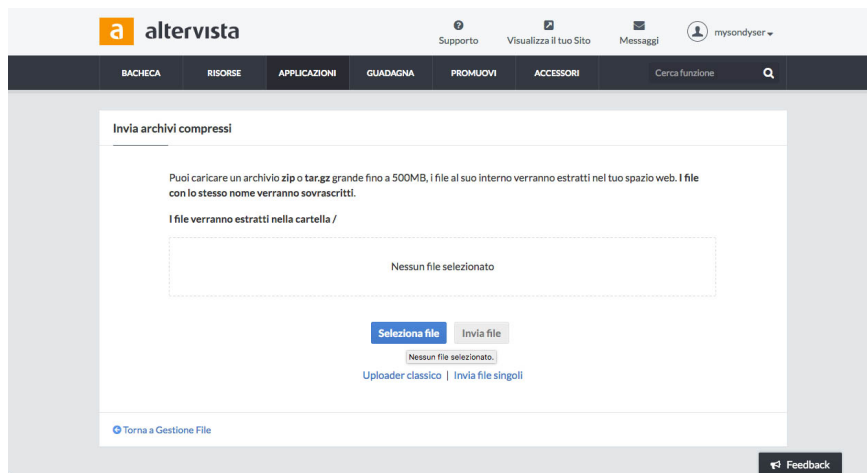 a altervista
Supporto
Visualizza il tuo Sito
Messaggi
mysondyser
BACHECA RISORSE APPLICAZIONI GUADAGNA PROMUOVI ACCESSORI Cerca funzione
Invia archivi compressi
Puoi caricare un archivio zip o tar.gz grande fino a 500MB, i file al suo interno verranno estratti nel tuo spazio web. I file
con lo stesso nome verranno sovrascritti.
I file verranno estratti nella cartella /
Nessun file selezionato
Seleziona file Invia file
Nessun file selezionato.
Uploader classico | Invia file singoli
Torna a Gestione File
Feedback